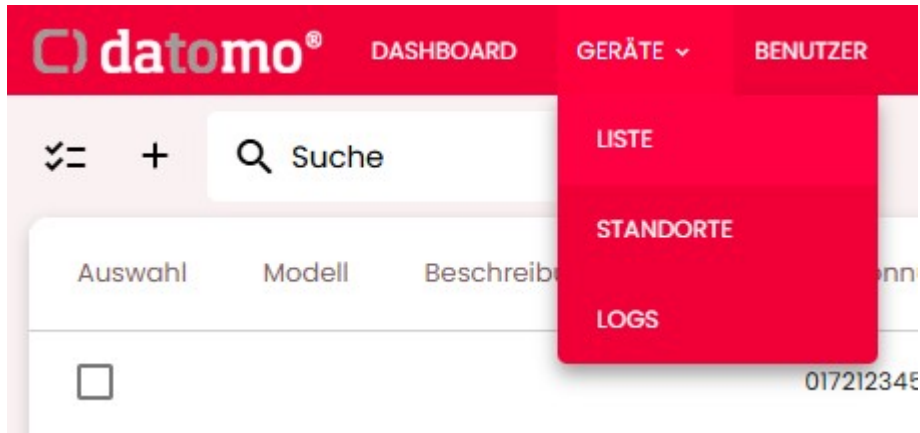 datomo® DASHBOARD GERÄTE BENUTZER
Suche
LISTE
STANDORTE
LOGS
Auswahl Modell